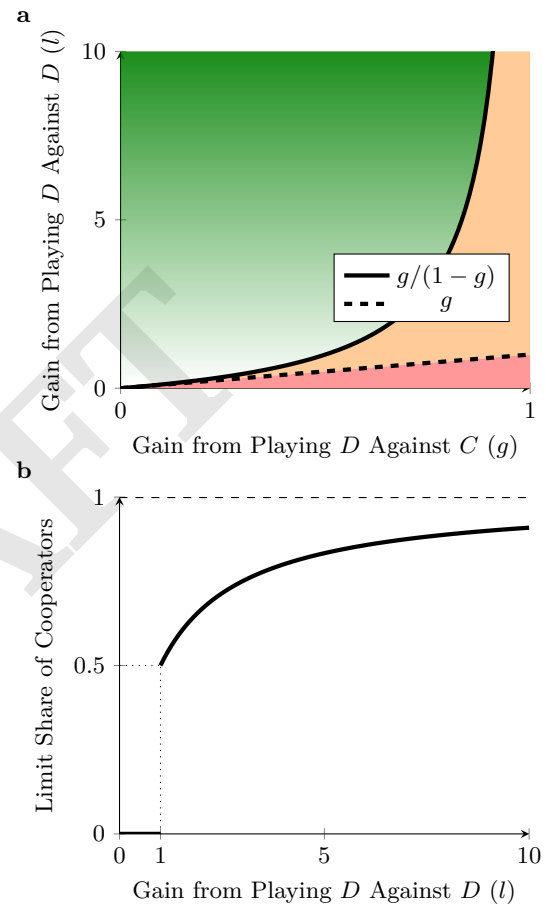 a
Gain from Playing D Against D (l)
10
5
0
g/(1 − g)
g
0
1
Gain from Playing D Against C (g)
b
Limit Share of Cooperators
1
0.5
0
0
1
5
10
Gain from Playing D Against D (l)
AFT